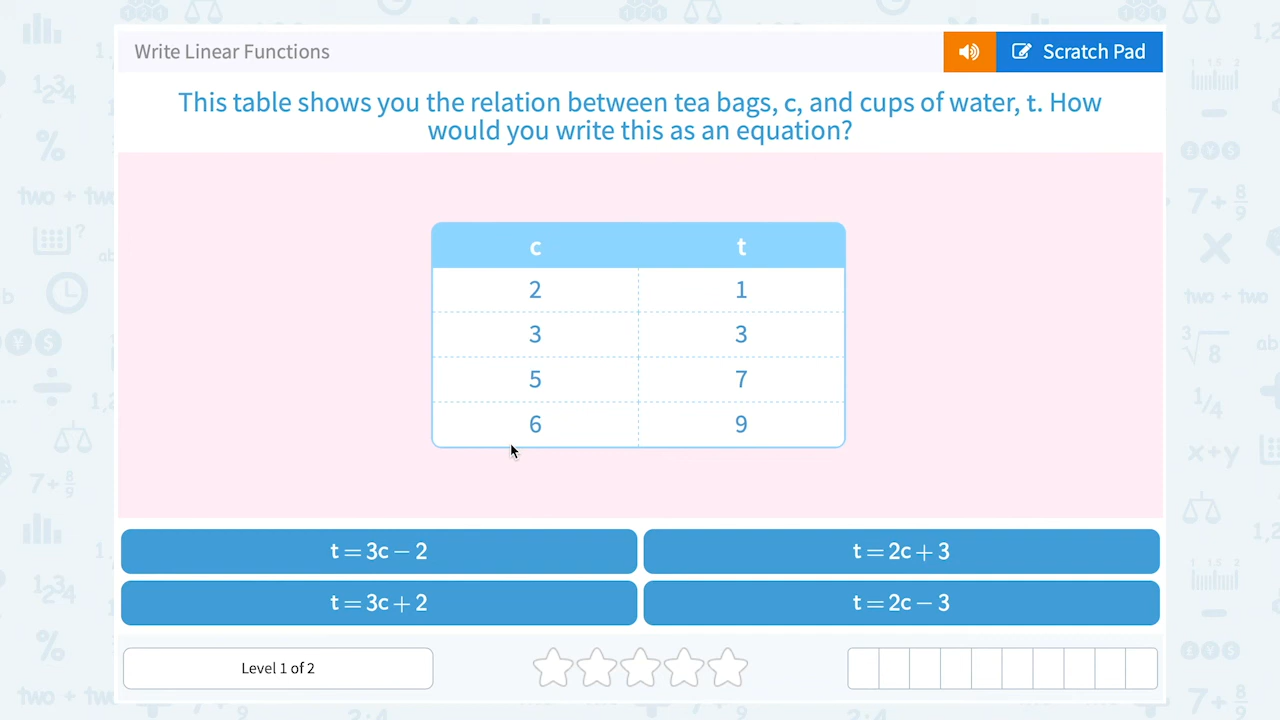 Write Linear Functions
Scratch Pad
This table shows you the relation between tea bags, c, and cups of water, t. How
would you write this as an equation?
c t
2 1
3 3
5 7
6 9
t = 3c − 2
t = 2c + 3
t = 3c + 2
t = 2c − 3
Level 1 of 2